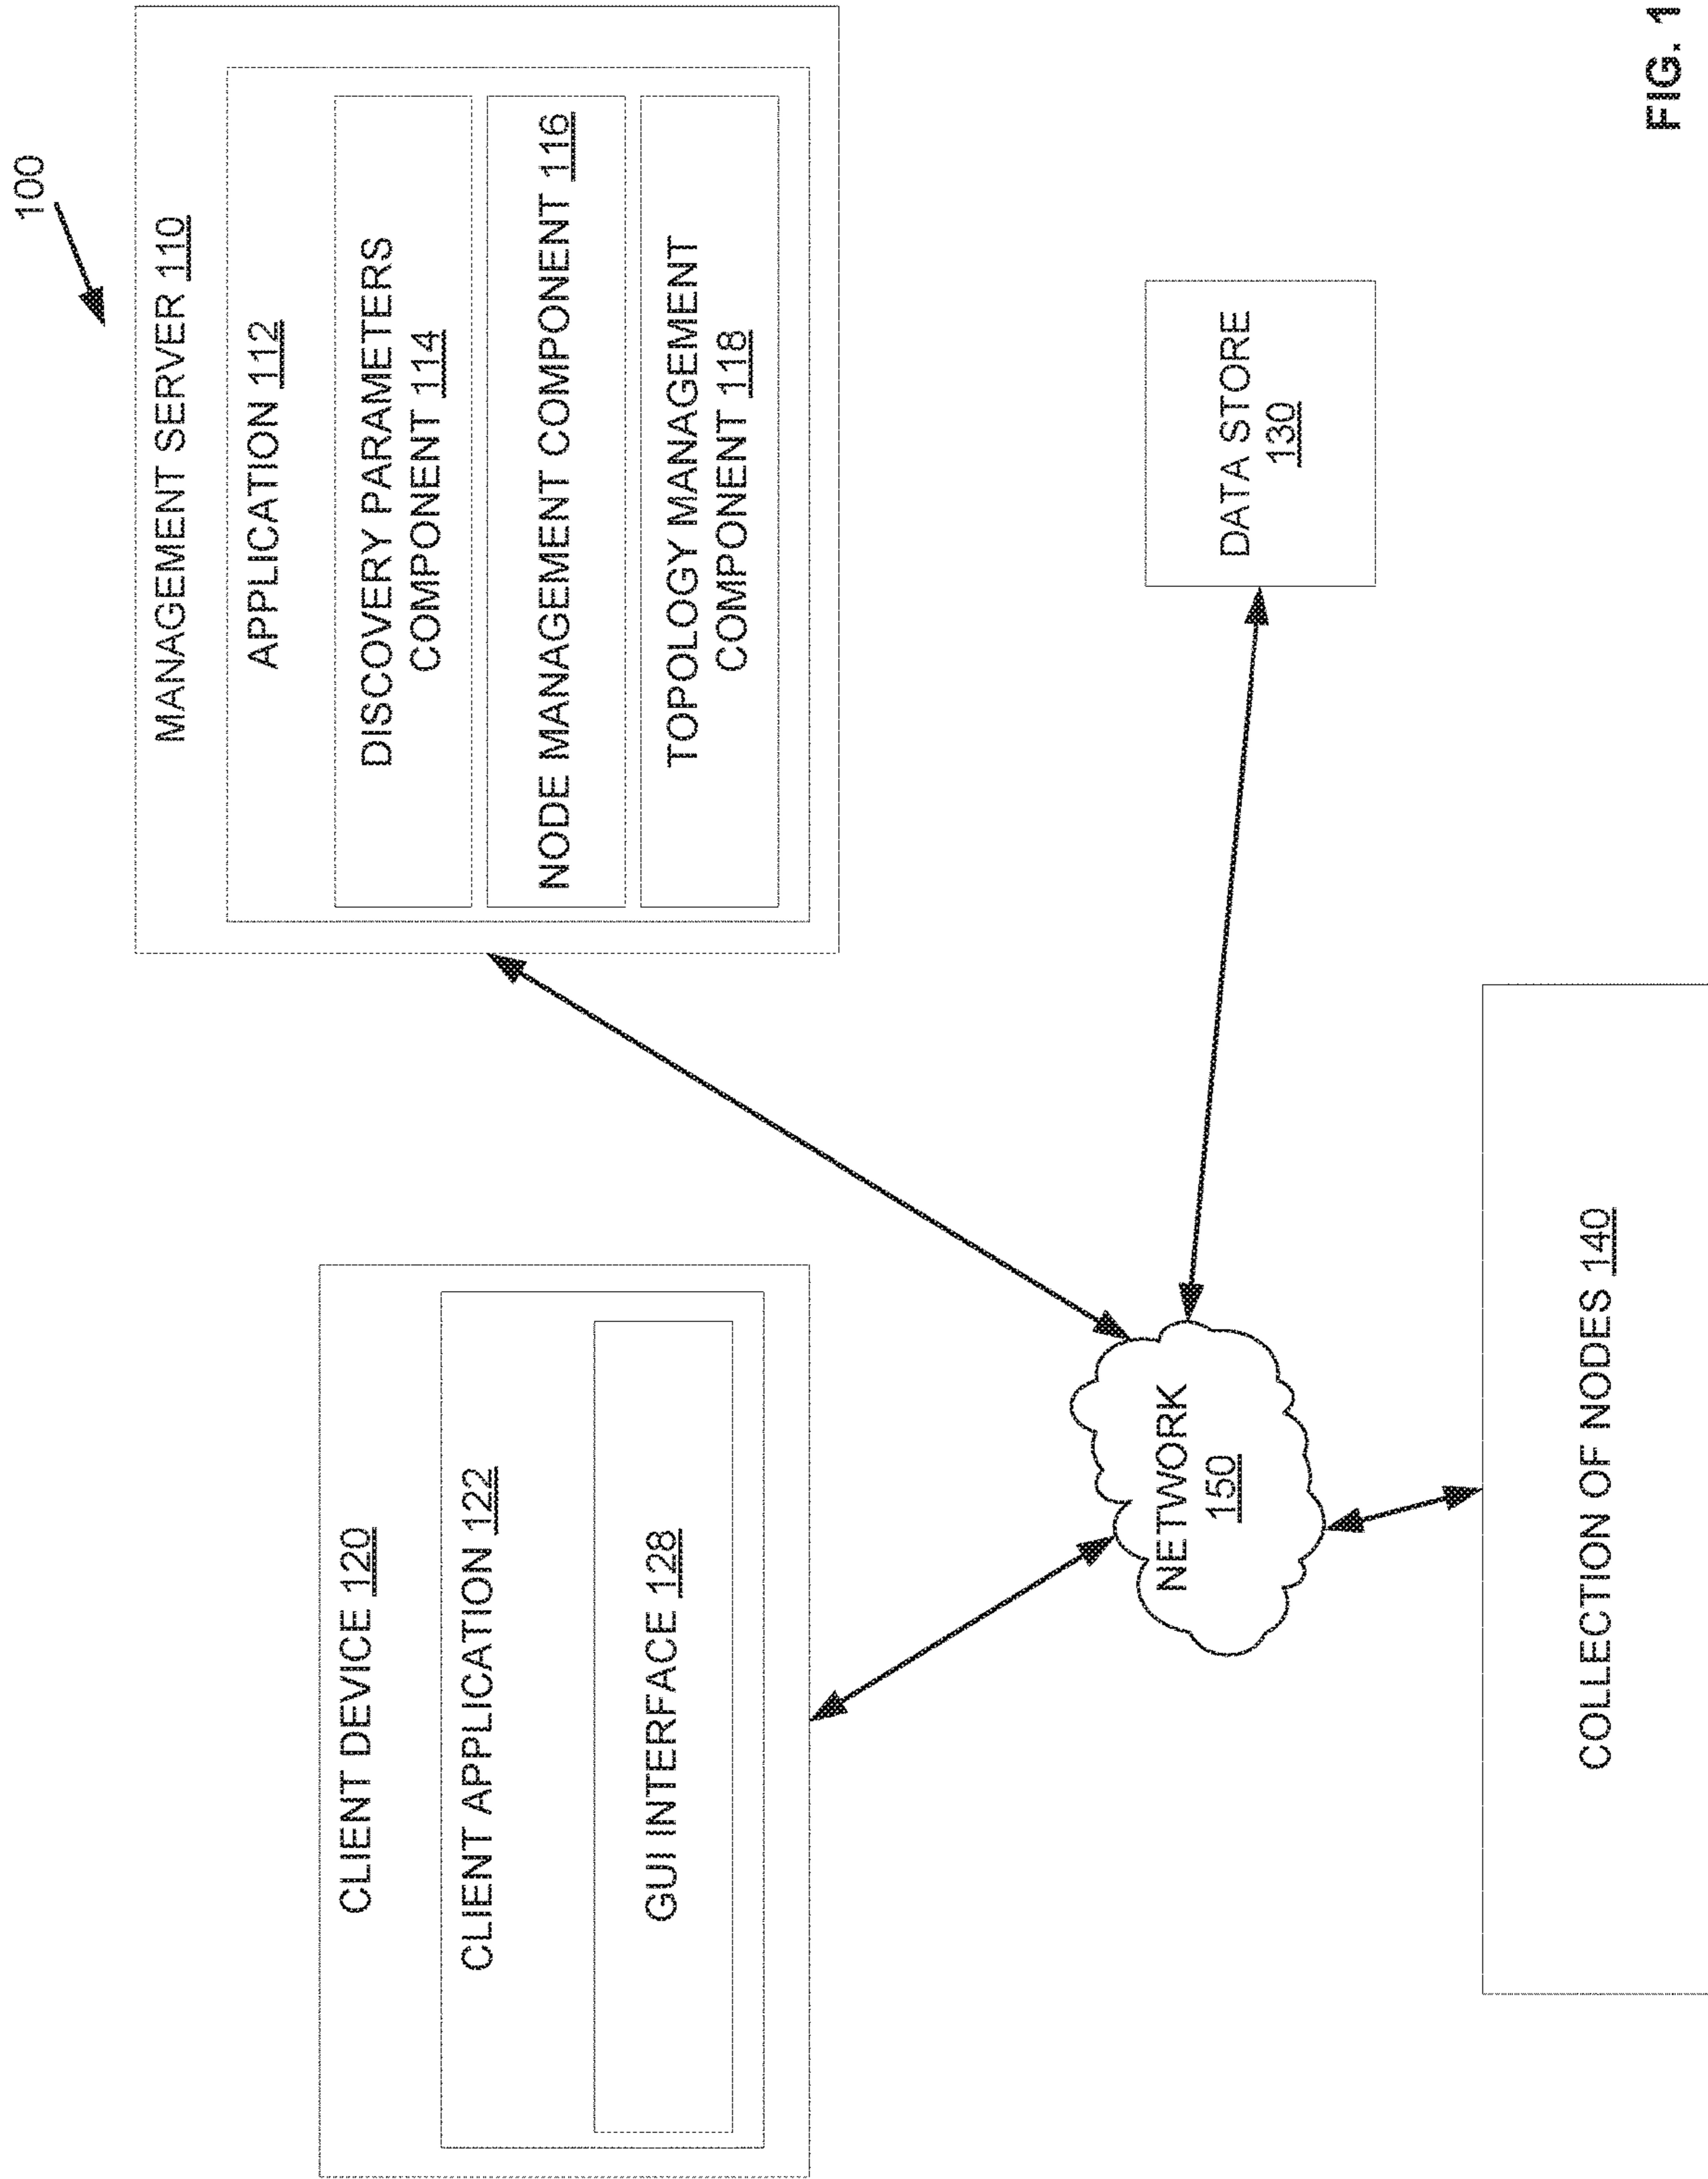 100
MANAGEMENT SERVER 110
APPLICATION 112
DISCOVERY PARAMETERS
COMPONENT 114
NODE MANAGEMENT COMPONENT 116
TOPOLOGY MANAGEMENT
COMPONENT 118
CLIENT DEVICE 120
CLIENT APPLICATION 122
GUI INTERFACE 128
NETWORK
150
DATA STORE
130
COLLECTION OF NODES 140
FIG. 1